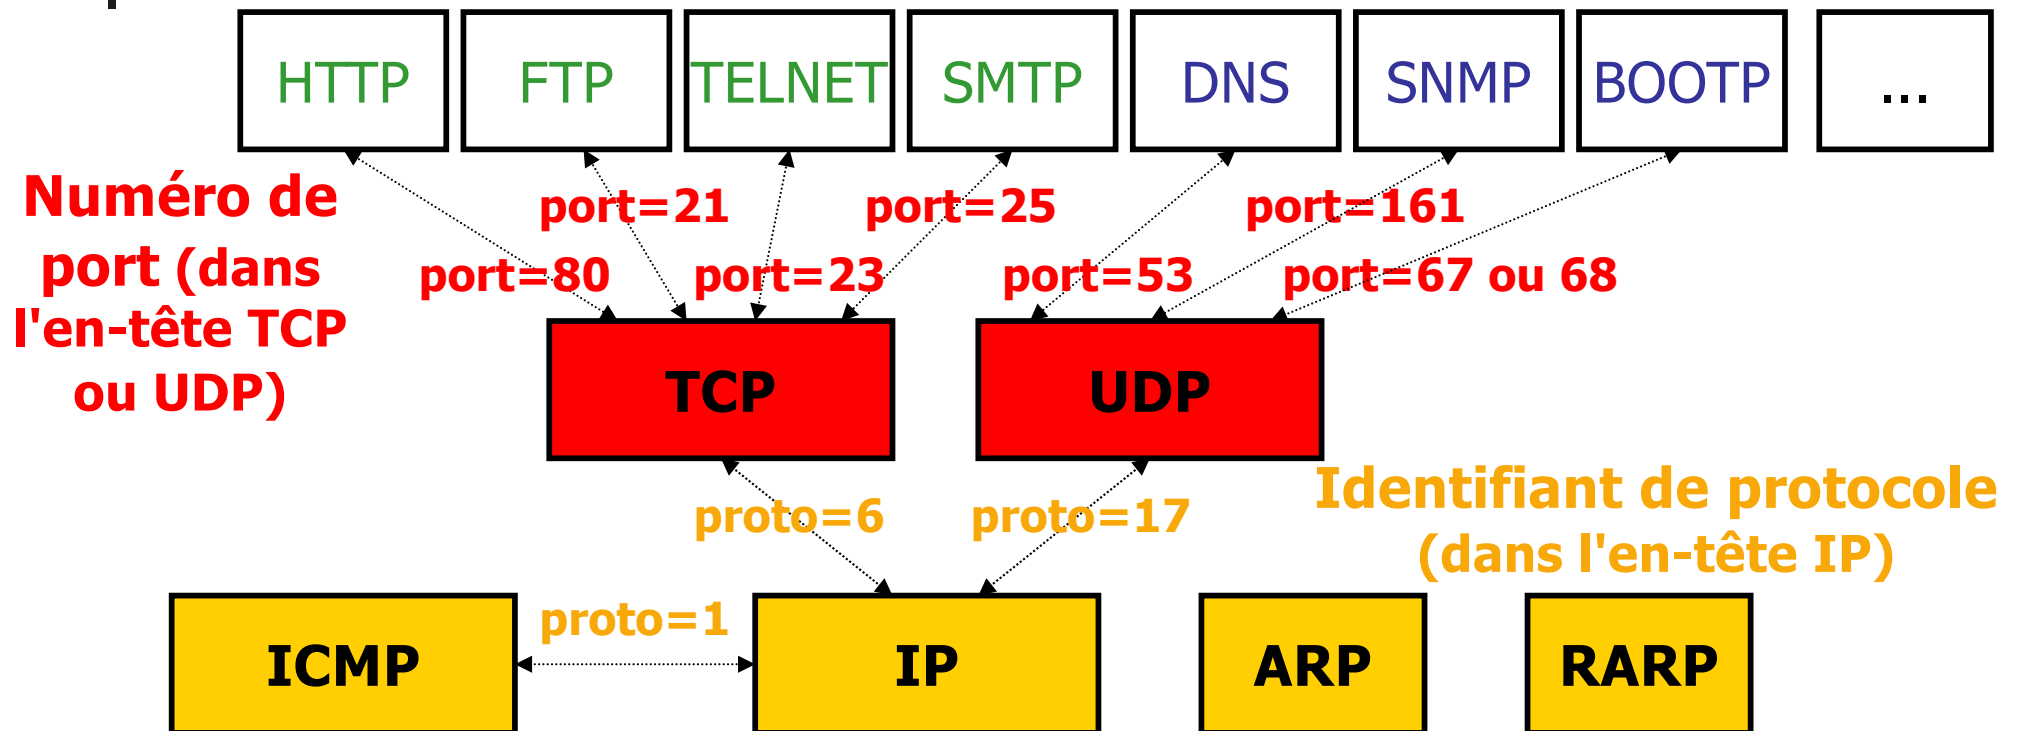 HTTP FTP TELNET SMTP DNS SNMP BOOTP ...
Numéro de
port (dans
l'en-tête TCP
ou UDP)
port=21 port=25 port=161
port=80 port=23 port=53 port=67 ou 68
TCP UDP
proto=6 proto=17
Identifiant de protocole
(dans l'en-tête IP)
proto=1
ICMP IP ARP RARP